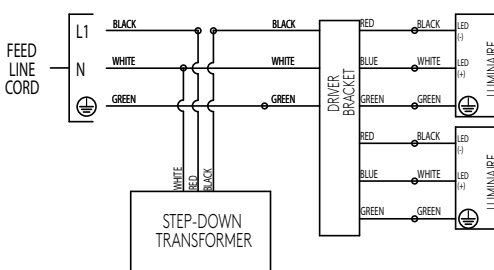 FEED
LINE
CORD
L1
N
BLACK
BLACK
WHITE
WHITE
GREEN
GREEN
WHITE
RED
BLACK
STEP-DOWN
TRANSFORMER
DRIVER
BRACKET
RED
BLACK
LED
(-)
BLUE
WHITE
LED
(+)
GREEN
GREEN
LUMINAIRE
RED
BLACK
LED
(-)
BLUE
WHITE
LED
(+)
GREEN
GREEN
LUMINAIRE